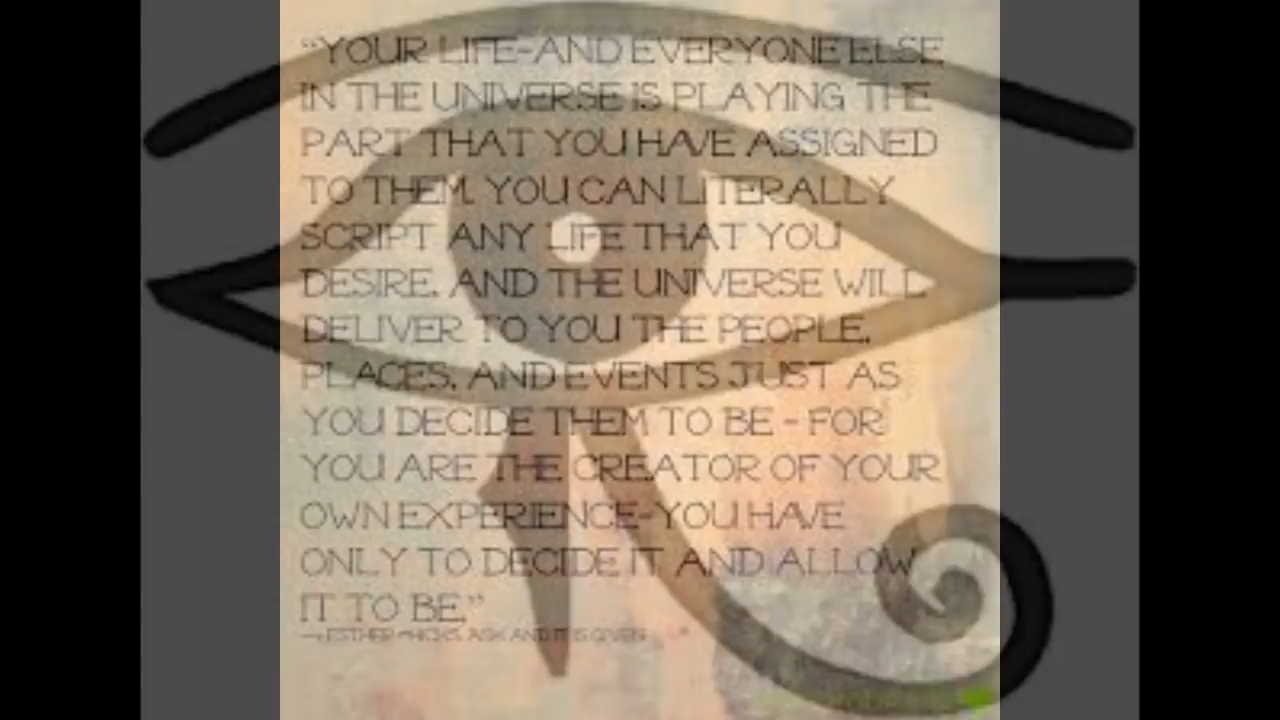 “YOUR LIFE-AND EVERYONE ELSE
IN THE UNIVERSE IS PLAYING THE
PART THAT YOU HAVE ASSIGNED
TO THEM. YOU CAN LITERALLY
SCRIPT ANY LIFE THAT YOU
DESIRE. AND THE UNIVERSE WILL
DELIVER TO YOU THE PEOPLE,
PLACES, AND EVENTS JUST AS
YOU DECIDE THEM TO BE - FOR
YOU ARE THE CREATOR OF YOUR
OWN EXPERIENCE-YOU HAVE
ONLY TO DECIDE IT AND ALLOW
IT TO BE.”
— ESTHER HICKS, ASK AND IT IS GIVEN